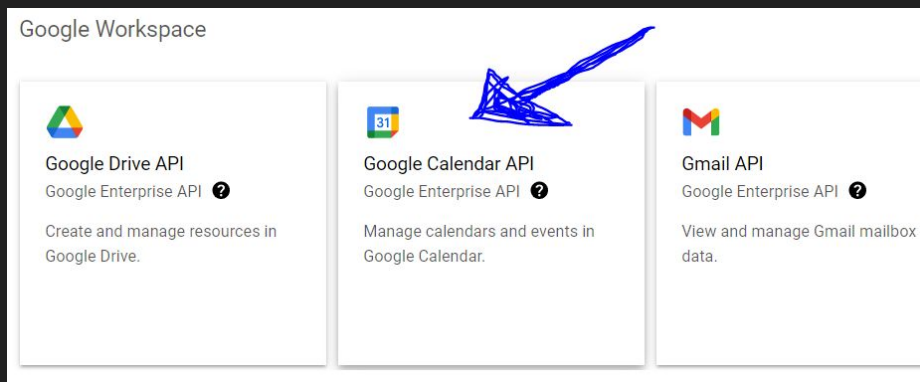 Google Workspace
Google Drive API
Google Enterprise API ?
Create and manage resources in
Google Drive.
31
Google Calendar API
Google Enterprise API ?
Manage calendars and events in
Google Calendar.
Gmail API
Google Enterprise API ?
View and manage Gmail mailbox
data.